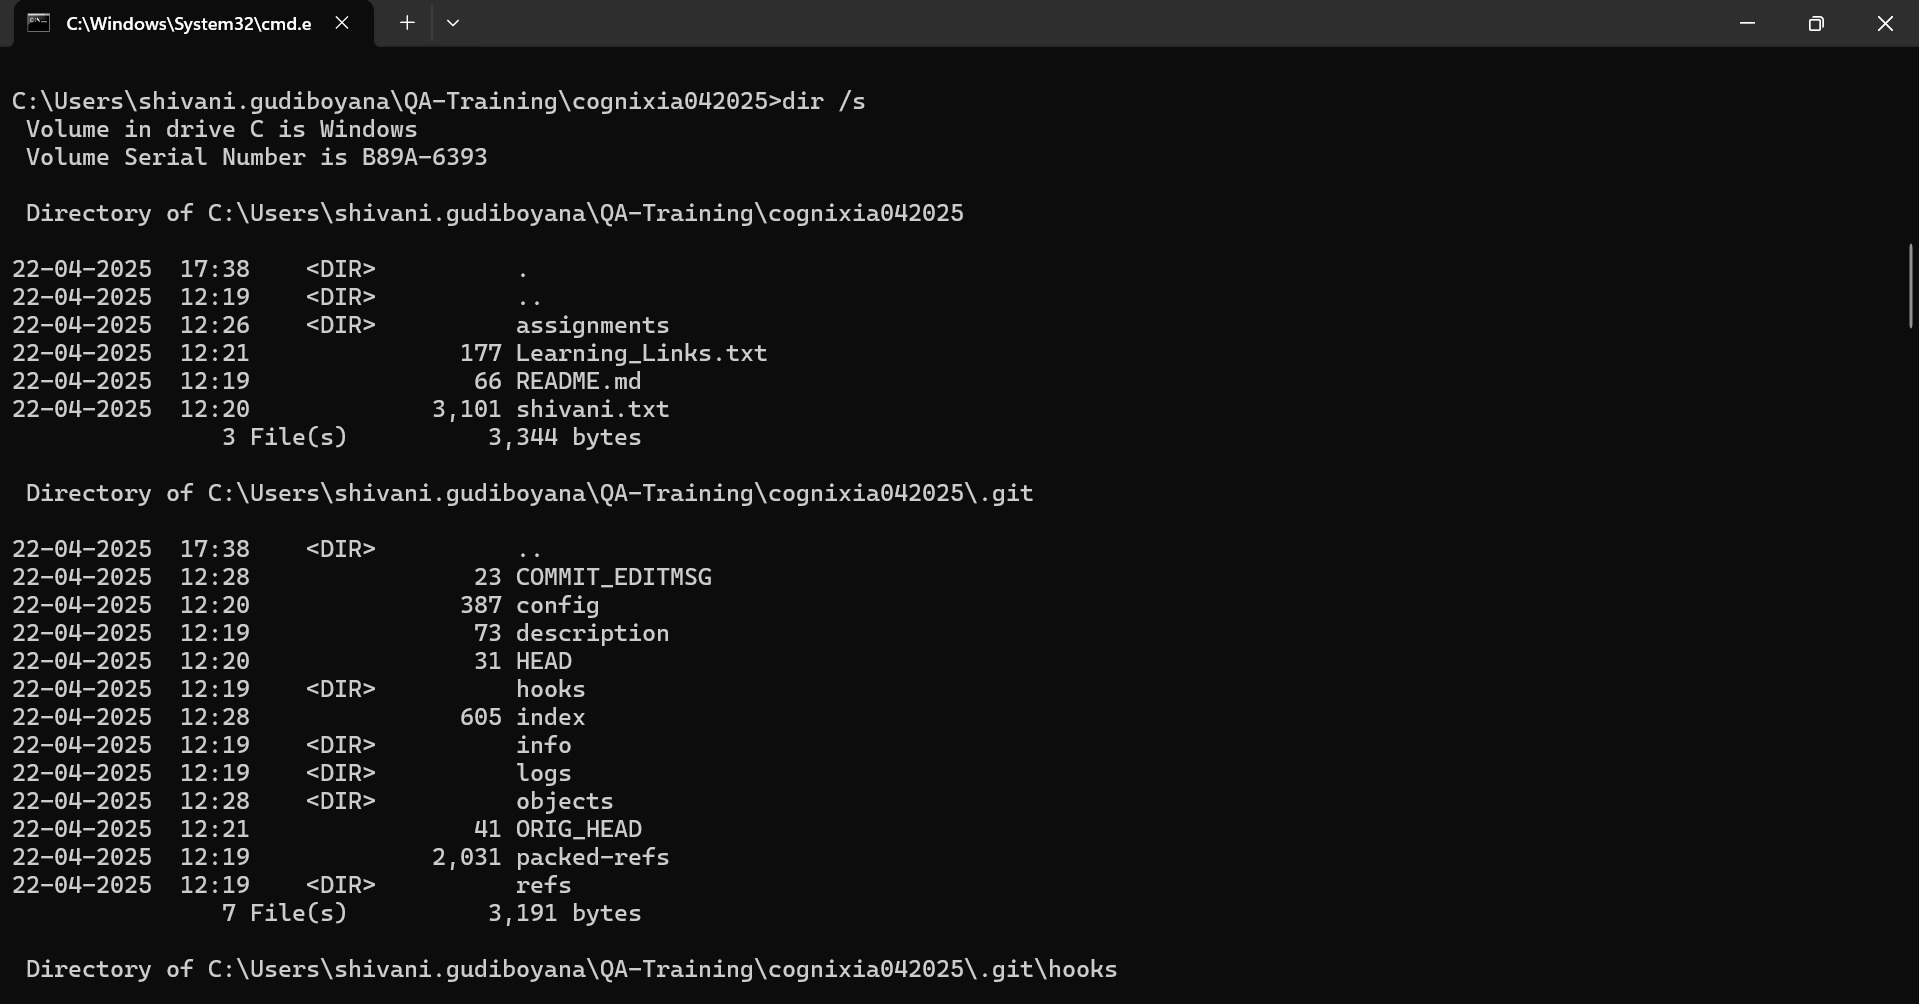 C:\Windows\System32\cmd.e
C:\Users\shivani.gudiboyana\QA-Training\cognixia042025>dir /s
 Volume in drive C is Windows
 Volume Serial Number is B89A-6393

 Directory of C:\Users\shivani.gudiboyana\QA-Training\cognixia042025

22-04-2025  17:38    <DIR>          .
22-04-2025  12:19    <DIR>          ..
22-04-2025  12:26    <DIR>          assignments
22-04-2025  12:21               177 Learning_Links.txt
22-04-2025  12:19                66 README.md
22-04-2025  12:20             3,101 shivani.txt
               3 File(s)          3,344 bytes

 Directory of C:\Users\shivani.gudiboyana\QA-Training\cognixia042025\.git

22-04-2025  17:38    <DIR>          ..
22-04-2025  12:28                23 COMMIT_EDITMSG
22-04-2025  12:20               387 config
22-04-2025  12:19                73 description
22-04-2025  12:20                31 HEAD
22-04-2025  12:19    <DIR>          hooks
22-04-2025  12:28               605 index
22-04-2025  12:19    <DIR>          info
22-04-2025  12:19    <DIR>          logs
22-04-2025  12:28    <DIR>          objects
22-04-2025  12:21                41 ORIG_HEAD
22-04-2025  12:19             2,031 packed-refs
22-04-2025  12:19    <DIR>          refs
               7 File(s)          3,191 bytes

 Directory of C:\Users\shivani.gudiboyana\QA-Training\cognixia042025\.git\hooks